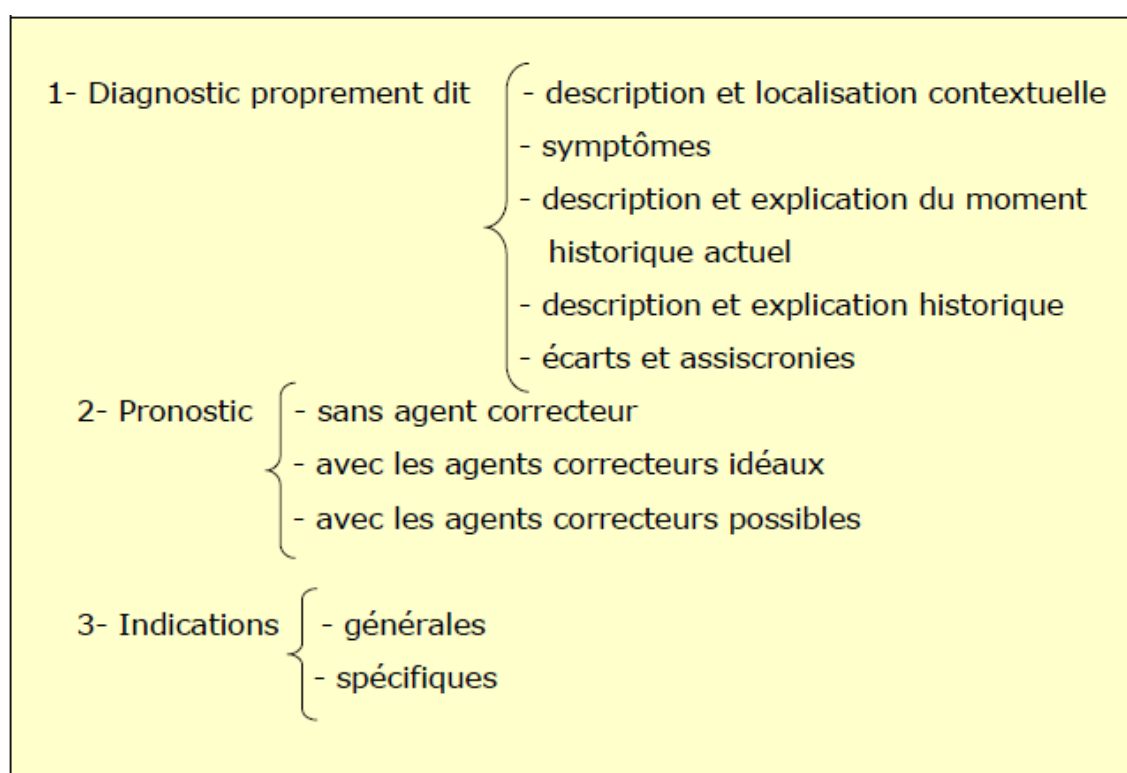 1- Diagnostic proprement dit
- description et localisation contextuelle
- symptômes
- description et explication du moment
historique actuel
- description et explication historique
- écarts et assiscronies
2- Pronostic
- sans agent correcteur
- avec les agents correcteurs idéaux
- avec les agents correcteurs possibles
3- Indications
- générales
- spécifiques